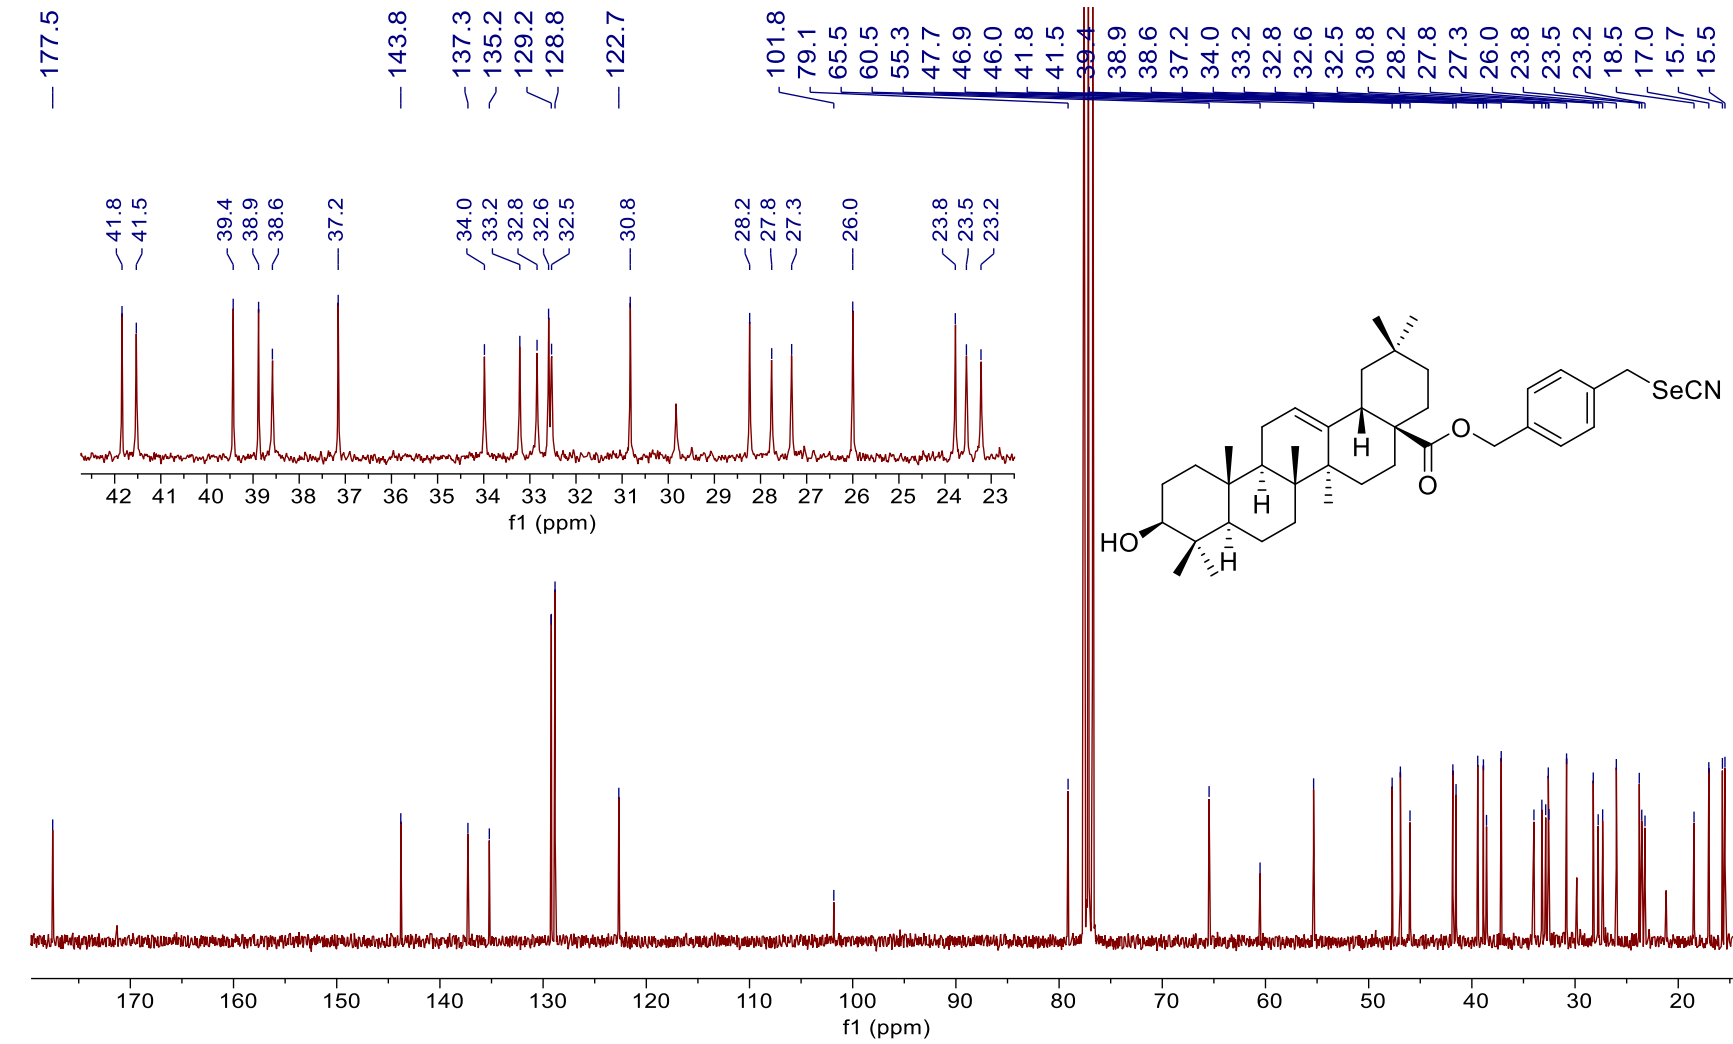 177.5 143.8 137.3 135.2 129.2 128.8 122.7 101.8 79.1 65.5 60.5 55.3 47.7 46.9 46.0 41.8 41.5 39.4 38.9 38.6 37.2 34.0 33.2 32.8 32.6 32.5 30.8 28.2 27.8 27.3 26.0 23.8 23.5 23.2 18.5 17.0 15.7 15.5
41.8 41.5 39.4 38.9 38.6 37.2 34.0 33.2 32.8 32.6 32.5 30.8 28.2 27.8 27.3 26.0 23.8 23.5 23.2
42 41 40 39 38 37 36 35 34 33 32 31 30 29 28 27 26 25 24 23
f1 (ppm)
SeCN
O
H
O
H
HO
H
170 160 150 140 130 120 110 100 90 80 70 60 50 40 30 20
f1 (ppm)